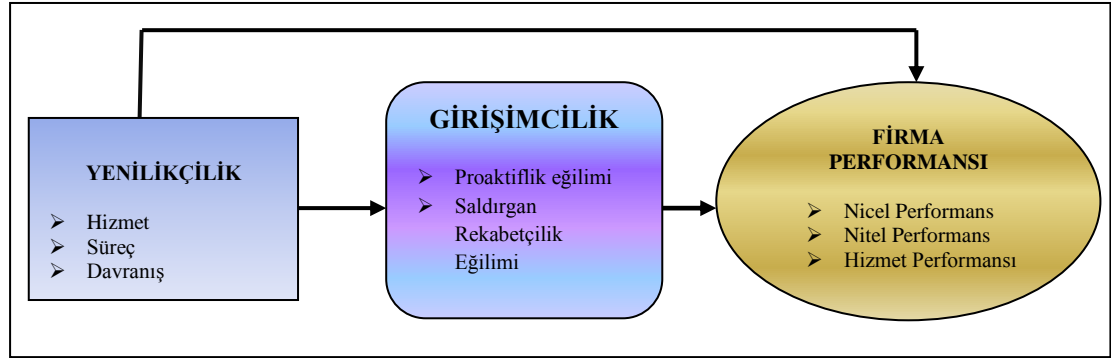 YENİLİKÇİLİK
➢ Hizmet
➢ Süreç
➢ Davranış
GİRİŞİMCİLİK
➢ Proaktiflik eğilimi
➢ Saldırgan
Rekabetçilik
Eğilimi
FİRMA
PERFORMANSI
➢ Nicel Performans
➢ Nitel Performans
➢ Hizmet Performansı